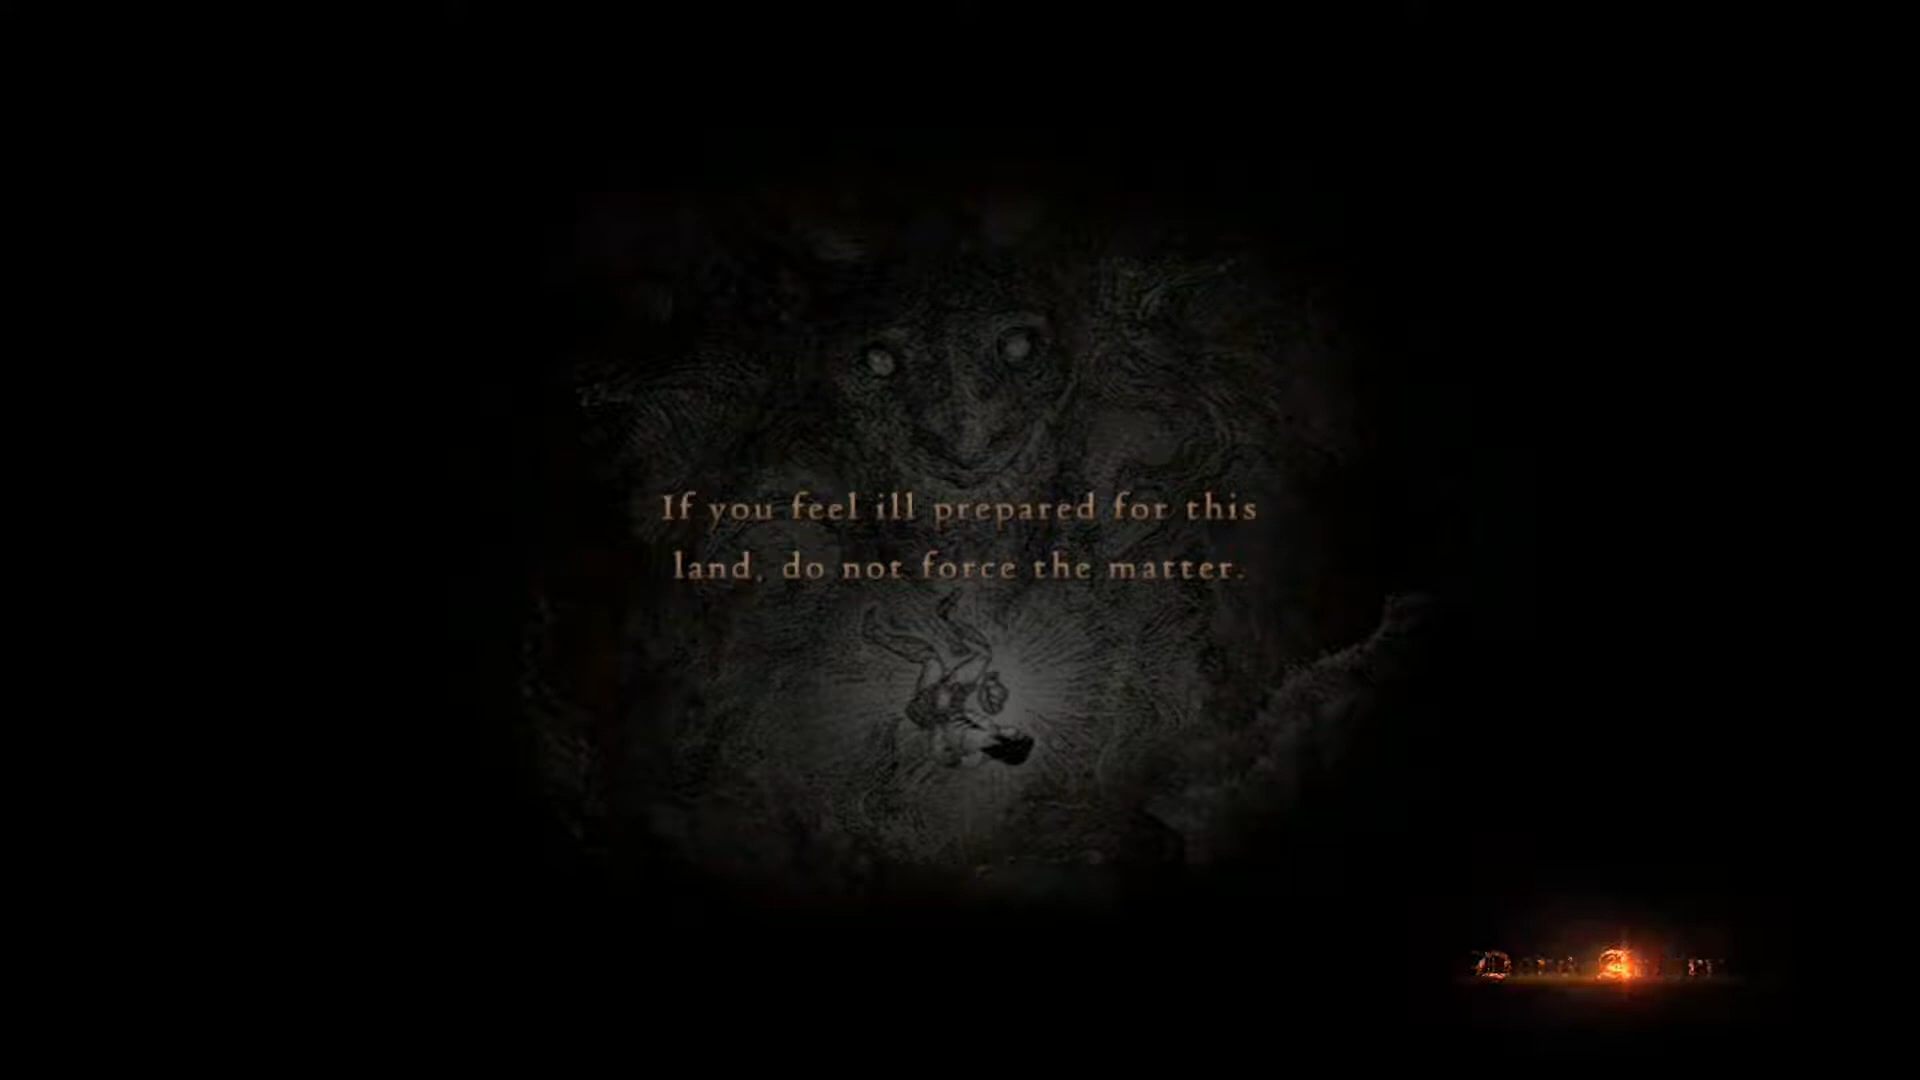 If you feel ill prepared for this
land, do not force the matter.